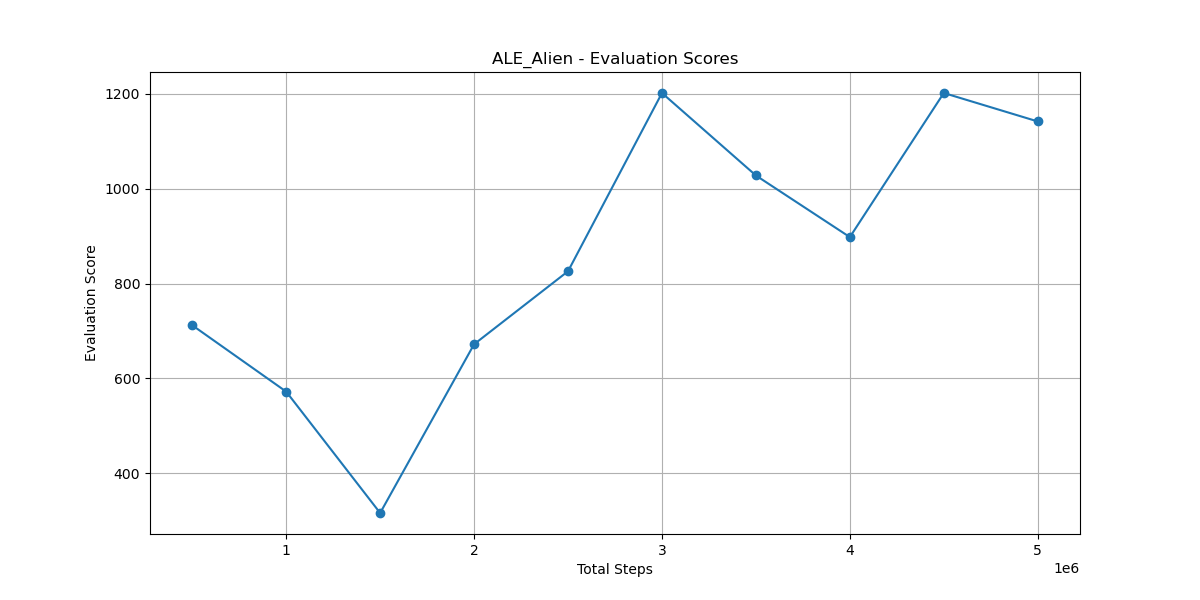 ALE_Alien - Evaluation Scores
1200
1000
800
600
400
Evaluation Score
1 2 3 4 5
Total Steps
1e6